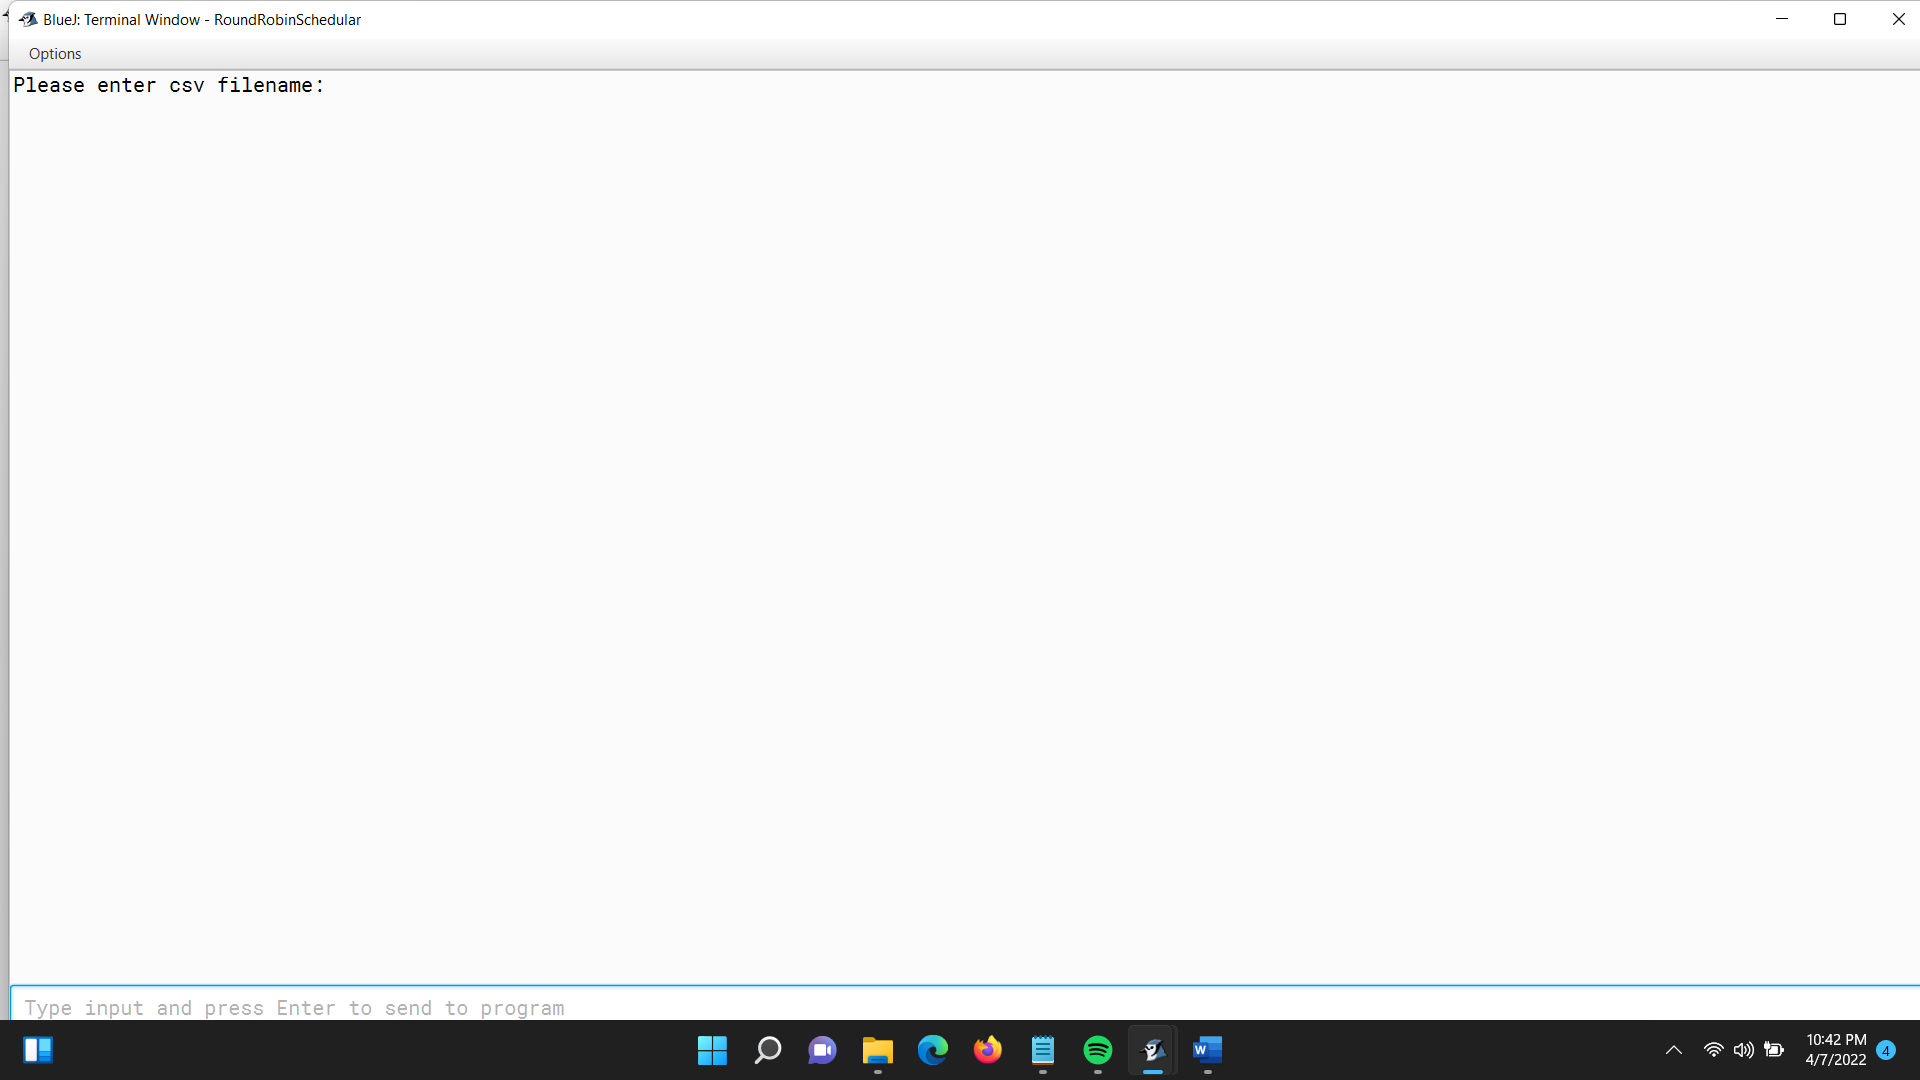 BlueJ: Terminal Window - RoundRobinSchedular
Options
Please enter csv filename:
Type input and press Enter to send to program
10:42 PM
4/7/2022
4